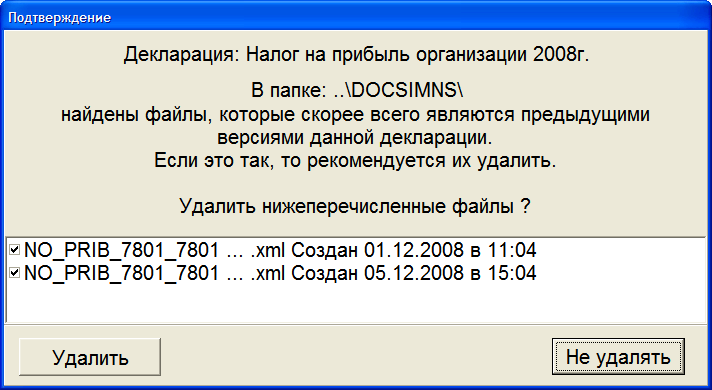 Подтверждение
Декларация: Налог на прибыль организации 2008г.
В папке: ..\DOCSIMNS\
найдены файлы, которые скорее всего являются предыдущими
версиями данной декларации.
Если это так, то рекомендуется их удалить.
Удалить нижеперечисленные файлы ?
NO_PRIB_7801_7801 ... .xml Создан 01.12.2008 в 11:04
NO_PRIB_7801_7801 ... .xml Создан 05.12.2008 в 15:04
Удалить
Не удалять